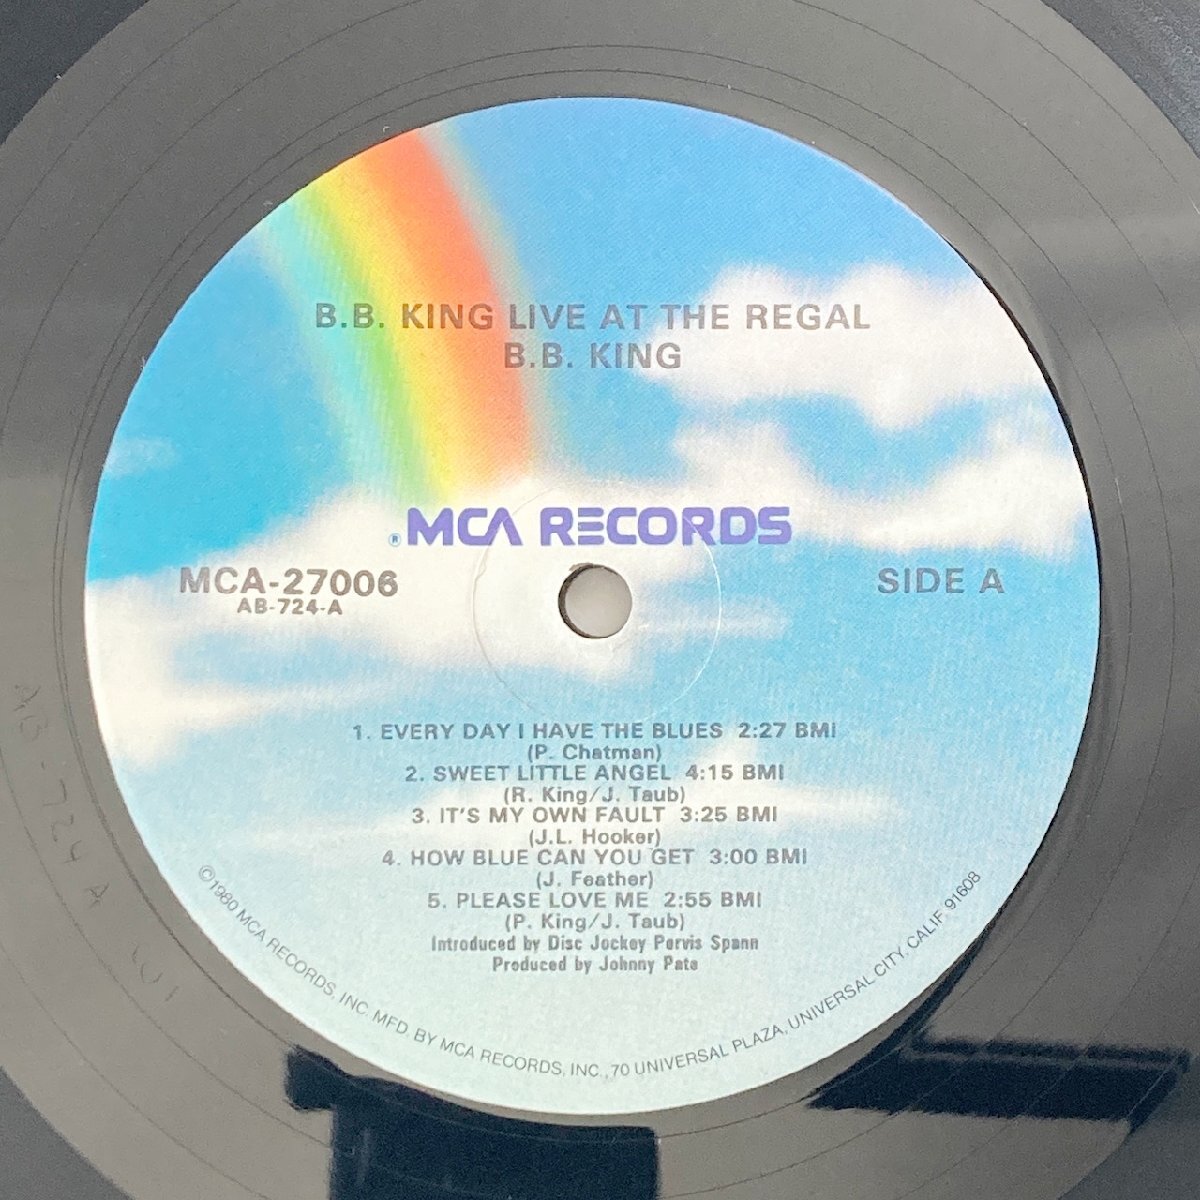 B.B. KING LIVE AT THE REGAL
B.B. KING
®MCA RECORDS
MCA-27006
AB-724-A
SIDE A
1. EVERY DAY I HAVE THE BLUES 2:27 BMI
(P. Chatman)
2. SWEET LITTLE ANGEL 4:15 BMI
(R. King/J. Taub)
3. IT'S MY OWN FAULT 3:25 BMI
(J.L. Hooker)
4. HOW BLUE CAN YOU GET 3:00 BMI
(J. Feather)
5. PLEASE LOVE ME 2:55 BMI
(P. King/J. Taub)
Introduced by Disc Jockey Pervis Spann
Produced by Johnny Pate
©1980 MCA RECORDS, INC. MFD. BY MCA RECORDS, INC., 70 UNIVERSAL PLAZA, UNIVERSAL CITY, CALIF. 91608